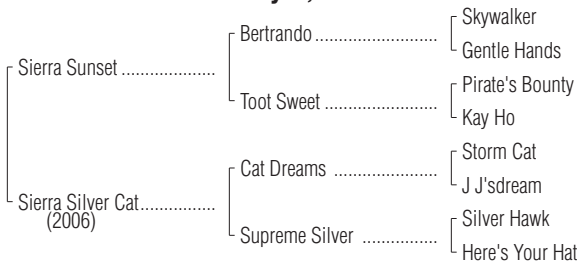 Skywalker
Bertrando ........................
Gentle Hands
Sierra Sunset ...................
Pirate's Bounty
Toot Sweet ......................
Kay Ho
Storm Cat
Cat Dreams ....................
J J'sdream
Sierra Silver Cat ...............
(2006)
Silver Hawk
Supreme Silver ...............
Here's Your Hat